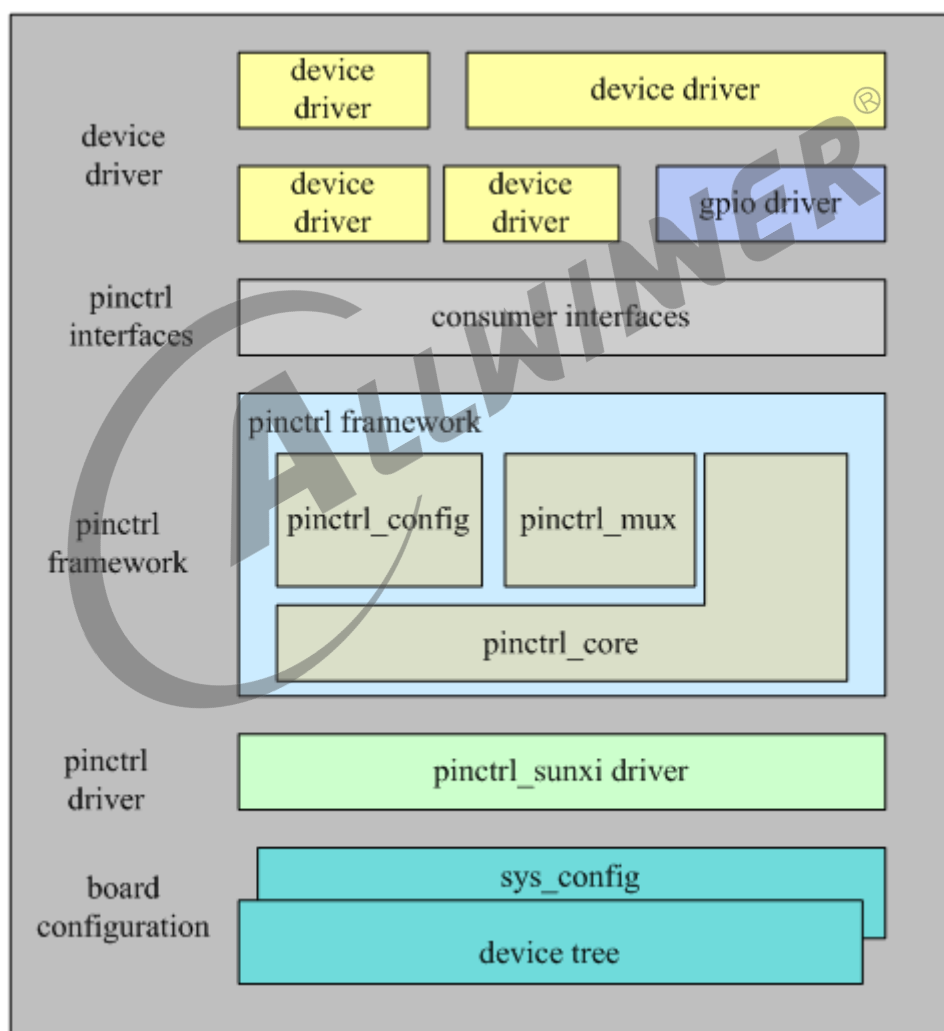 device
driver
device driver
®
device
driver
device
driver
device
driver
gpio driver
pinctrl
interfaces
consumer interfaces
ALLWINNER
pinctrl framework
pinctrl_config
pinctrl_mux
pinctrl
framework
pinctrl_core
pinctrl
driver
pinctrl_sunxi driver
sys_config
board
configuration
device tree